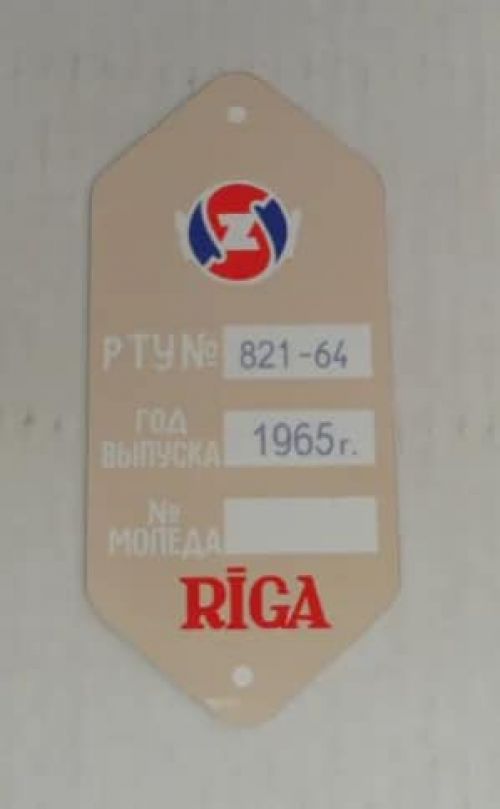 Z
РТУ№ 821-64
ГОД
ВЫПУСКА 1965г.
№
МОПЕДА
RĪGA